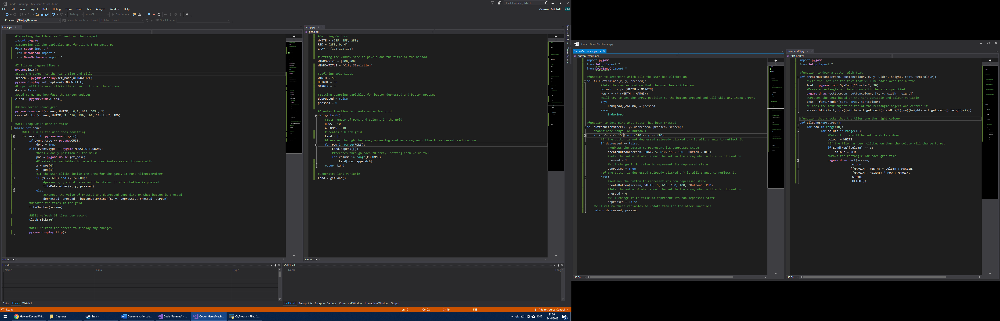 Code (Running) - Microsoft Visual Studio
Quick Launch (Ctrl+Q)
File Edit View Project Build Debug Team Tools Test Analyze Window Help
Cameron Mitchell CM
Debug Any CPU Continue
Process: [N/A] python.exe Lifecycle Events Thread: [1] MainThread Stack Frame:
Code.py
#Importing the libraries I need for the project
import pygame
#Importing all the variables and functions from Setup.py
from Setup import *
from DrawBandO import *
from GameMechanics import *
#Initiates pygame library
pygame.init()
#Sets the screen to the right size and title
screen = pygame.display.set_mode(WINDOWSIZE)
pygame.display.set_caption(WINDOWTITLE)
#Loops until the user clicks the close button on the window
done = False
#Used to manage how fast the screen updates
clock = pygame.time.Clock()
#Draws border round grid
pygame.draw.rect(screen, WHITE, [0,0, 605, 605], 2)
createButton(screen, WHITE, 5, 610, 150, 100, "Button", RED)
#Will loop while done is false
while not done:
#Will run if the user does something
for event in pygame.event.get():
if event.type == pygame.QUIT:
done = True
elif event.type == pygame.MOUSEBUTTONDOWN:
#Gets x and y position of the mouse
pos = pygame.mouse.get_pos()
#Creates two variables to make the coordinates easier to work with
x = pos[0]
y = pos[1]
#If the user clicks inside the area for the game, it runs tileDeterminer
if (x <= 600) and (y <= 600):
#passes x, y coordinates and the status of which button is pressed
tileDeterminer(x, y, pressed)
else:
#changes the value of pressed and depressed depending on what button is pressed
depressed, pressed = buttonDeterminer(x, y, depressed, pressed, screen)
#Updates the tiles in the grid
tileChecker(screen)
#Will refresh 60 times per second
clock.tick(60)
#Will refresh the screen to display any changes
pygame.display.flip()
110 %
Setup.py
getLand
#Defining Colours
WHITE = (255, 255, 255)
RED = (255, 0, 0)
GRAY = (128,128,128)
#Setting the window size in pixels and the title of the window
WINDOWSIZE = [800,800]
WINDOWTITLE = "City Simulation"
#Defining grid sizes
WIDTH = 55
HEIGHT = 55
MARGIN = 5
#Setting starting variables for button depressed and button pressed
depressed = False
pressed = 0
#Creates function to create array for grid
def getLand():
#Sets number of rows and columns in the grid
ROWS = 10
COLUMNS = 10
#Creates a blank grid
Land = []
#Iterates through the rows, appending another array each time to represent each column
for row in range(ROWS):
Land.append([])
#Iterates through each 2D array, setting each value to 0
for column in range(COLUMNS):
Land[row].append(0)
return Land
#Generates land variable
Land = getLand()
110 %
Solution Explorer
Team Explorer
Code - GameMechanics.py
GameMechanics.py
buttonDeterminer
import pygame
from Setup import *
from DrawBandO import *
#function to determine which tile the user has clicked on
def tileDeterminer(x, y, pressed):
#Sets the row and column that the user has clicked on
column = x // (WIDTH + MARGIN)
row = y // (WIDTH + MARGIN)
#Will try to set the array position to the button pressed and will skip any Index errors
try:
Land[row][column] = pressed
except:
IndexError
#function to determine what button has been pressed
def buttonDeterminer(x, y, depressed, pressed, screen):
#coordinate range for button 1
if (5 <= x <= 155) and (610 <= y <= 710):
#If the button is not depressed (already clicked on) it will change to reflect it
if depressed == False:
#Redraws the button to represent its depressed state
createButton(screen, GRAY, 5, 610, 150, 100, "Button", RED)
#Sets the value of what should be set in the array when a tile is clicked on
pressed = 1
#Will change it to false to represent its depressed state
depressed = True
#If the button is depressed (already clicked on) it will change to reflect it
else:
#Redraws the button to represent its non depressed state
createButton(screen, WHITE, 5, 610, 150, 100, "Button", RED)
#Sets the value of what should be set in the array when a tile is clicked on
pressed = 0
#Will change it to false to represent its non-depressed state
depressed = False
#Will return these variables to update them for the other functions
return depressed, pressed
110 %
DrawBandO.py
tileChecker
import pygame
from Setup import *
#function to draw a button with text
def createButton(screen, buttoncolour, x, y, width, height, text, textcolour):
#Sets the font for the text that will be added over the button
font = pygame.font.SysFont("Courier", 30)
#Draws a rectangle on the window with the size specified
pygame.draw.rect(screen, buttoncolour, [x, y, width, height])
#Creates the text based on the text variable and colour variable
text = font.render(text, True, textcolour)
#Places the text object on top of the rectangle object and centres it
screen.blit(text, (x+((width-text.get_rect().width)/2),y+((height-text.get_rect().height)/2)))
#function that checks that the tiles are the right colour
def tileChecker(screen):
for row in range(10):
for column in range(10):
#Default tile will be set to white colour
colour = WHITE
#If the tile has been clicked on then the colour will change to red
if Land[row][column] == 1:
colour = RED
#Draws the rectangle for each grid tile
pygame.draw.rect(screen,
colour,
[(MARGIN + WIDTH) * column + MARGIN,
(MARGIN + HEIGHT) * row + MARGIN,
WIDTH,
HEIGHT])
110 %
Locals
Name Value Type
Autos Locals Watch 1
Call Stack
Name Lang
Call Stack Breakpoints Exception Settings Command Window Immediate Window Output
Ready Ln 19 Col 22 Ch 19 INS Add to Source Control
How to Record Vid... Captures Steam Documentation.do... Code (Running) - ... Code - GameMech... C:\Program Files (x...
ENG 21:06
13/10/2019
2